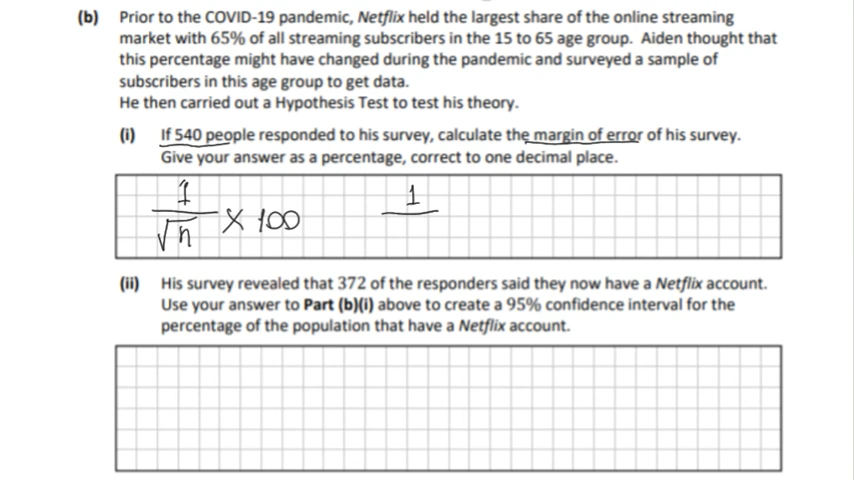 (b) Prior to the COVID-19 pandemic, Netflix held the largest share of the online streaming
market with 65% of all streaming subscribers in the 15 to 65 age group. Aiden thought that
this percentage might have changed during the pandemic and surveyed a sample of
subscribers in this age group to get data.
He then carried out a Hypothesis Test to test his theory.
(i) If 540 people responded to his survey, calculate the margin of error of his survey.
Give your answer as a percentage, correct to one decimal place.
1 1
√n × 100
(ii) His survey revealed that 372 of the responders said they now have a Netflix account.
Use your answer to Part (b)(i) above to create a 95% confidence interval for the
percentage of the population that have a Netflix account.